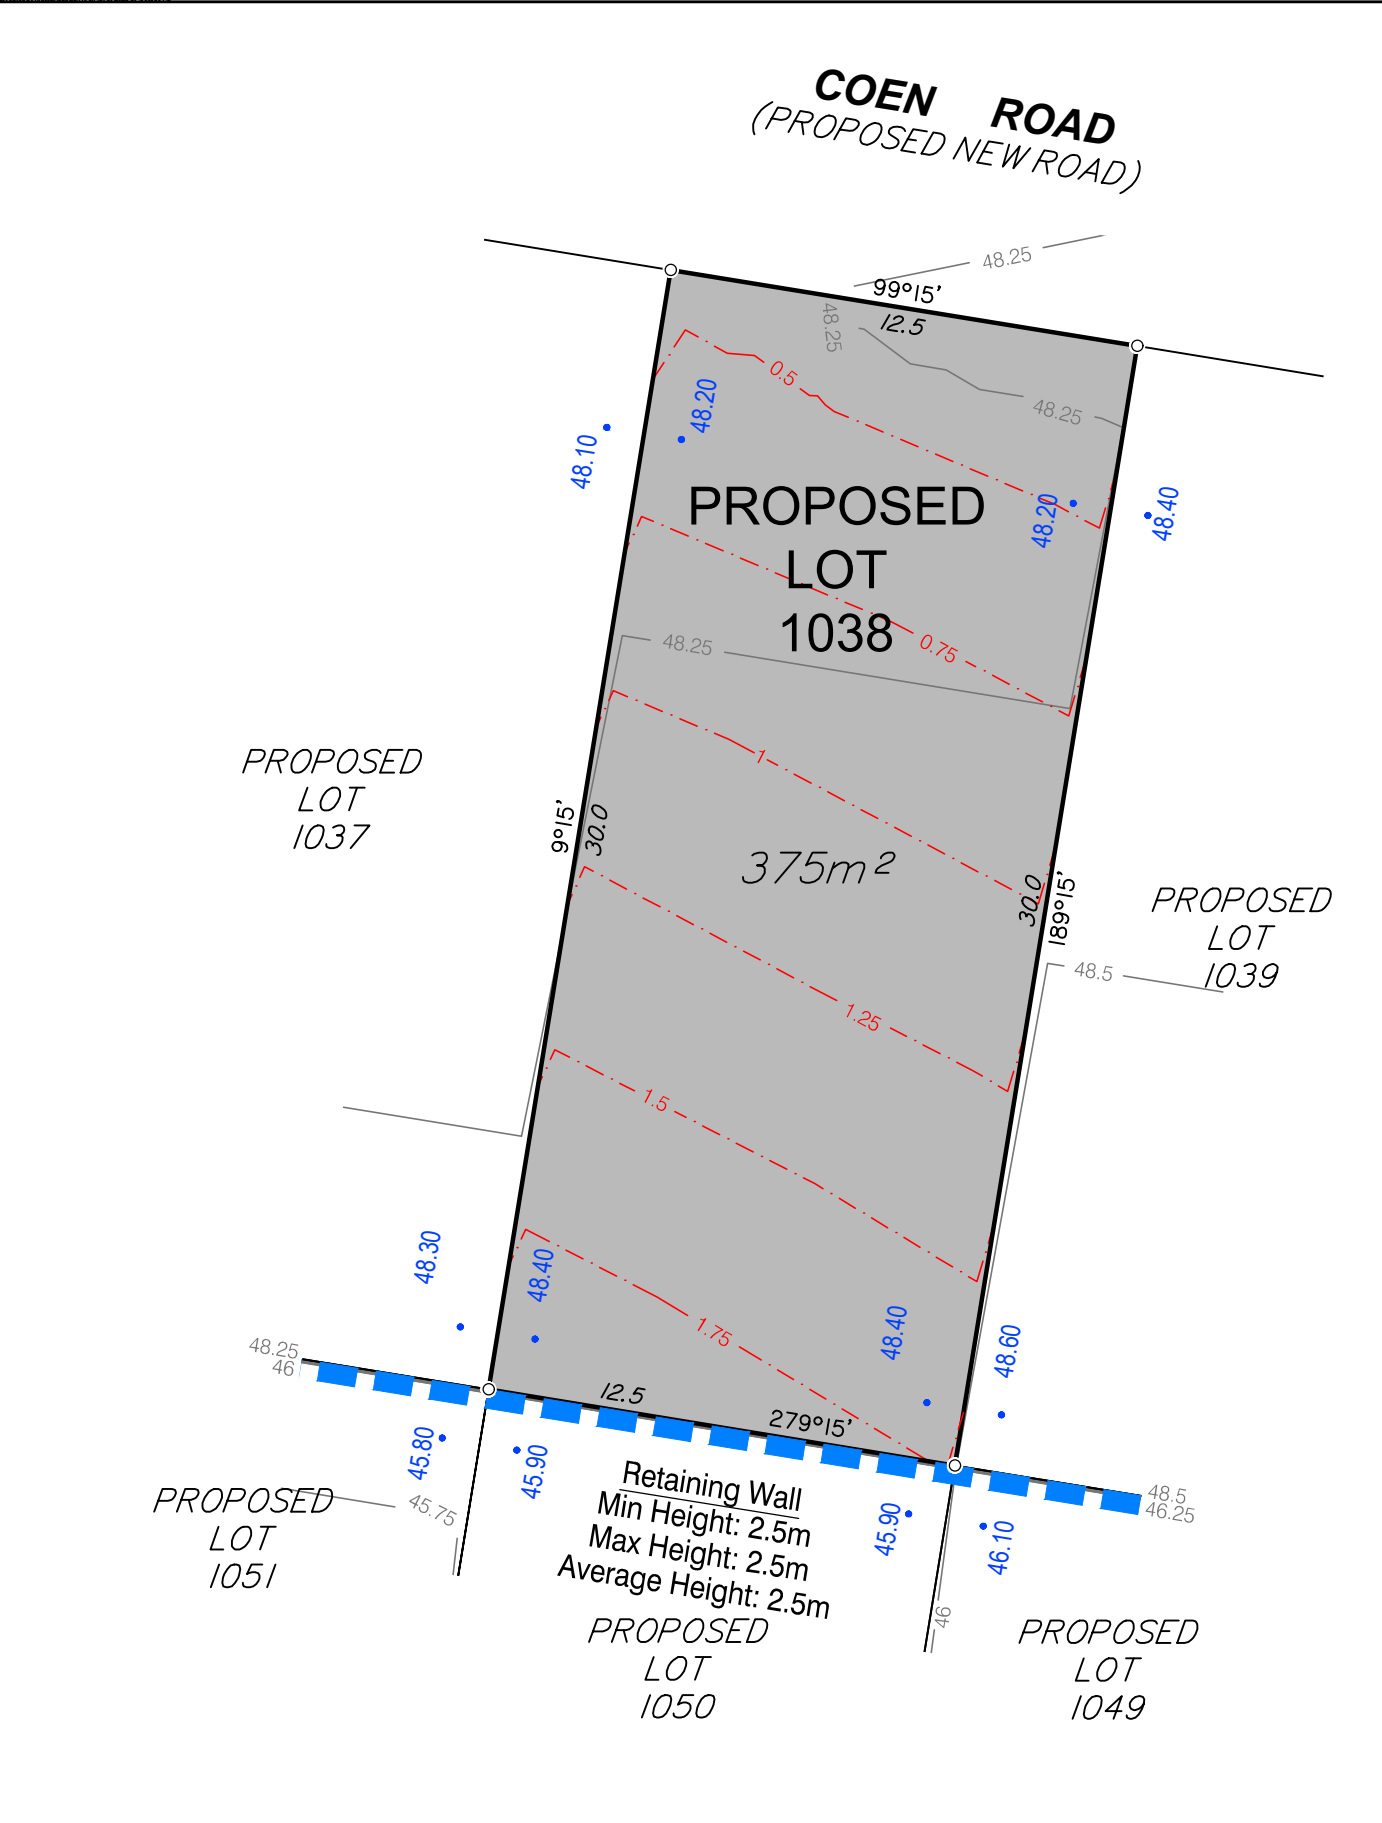 COEN ROAD
(PROPOSED NEW ROAD)
48.25
99°15'
12.5
48.25
0.5
48.20
48.10
48.25
48.20
48.40
PROPOSED
LOT
1038
0.75
48.25
1
PROPOSED
LOT
1037
9°15'
30.0
375m²
30.0
189°15'
PROPOSED
LOT
1039
48.5
1.25
1.5
48.30
48.40
48.40
48.60
1.75
48.25
46
12.5
279°15'
45.80
45.90
Retaining Wall
Min Height: 2.5m
Max Height: 2.5m
Average Height: 2.5m
45.90
46.10
48.5
46.25
45.75
46
PROPOSED
LOT
1051
PROPOSED
LOT
1050
PROPOSED
LOT
1049